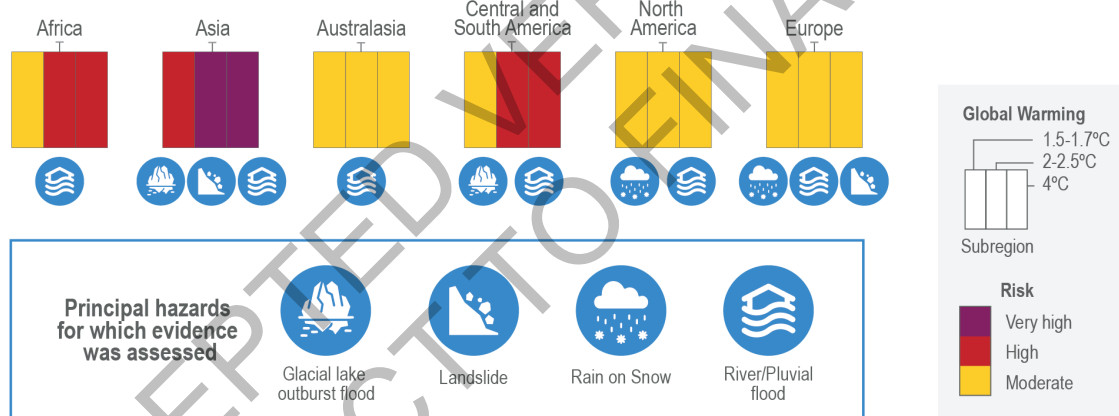 Africa
Asia
Australasia
Central and
South America
North
America
Europe
Global Warming
1.5-1.7ºC
2-2.5ºC
4ºC
Subregion
Risk
Very high
High
Moderate
Principal hazards
for which evidence
was assessed
Glacial lake
outburst flood
Landslide
Rain on Snow
River/Pluvial
flood